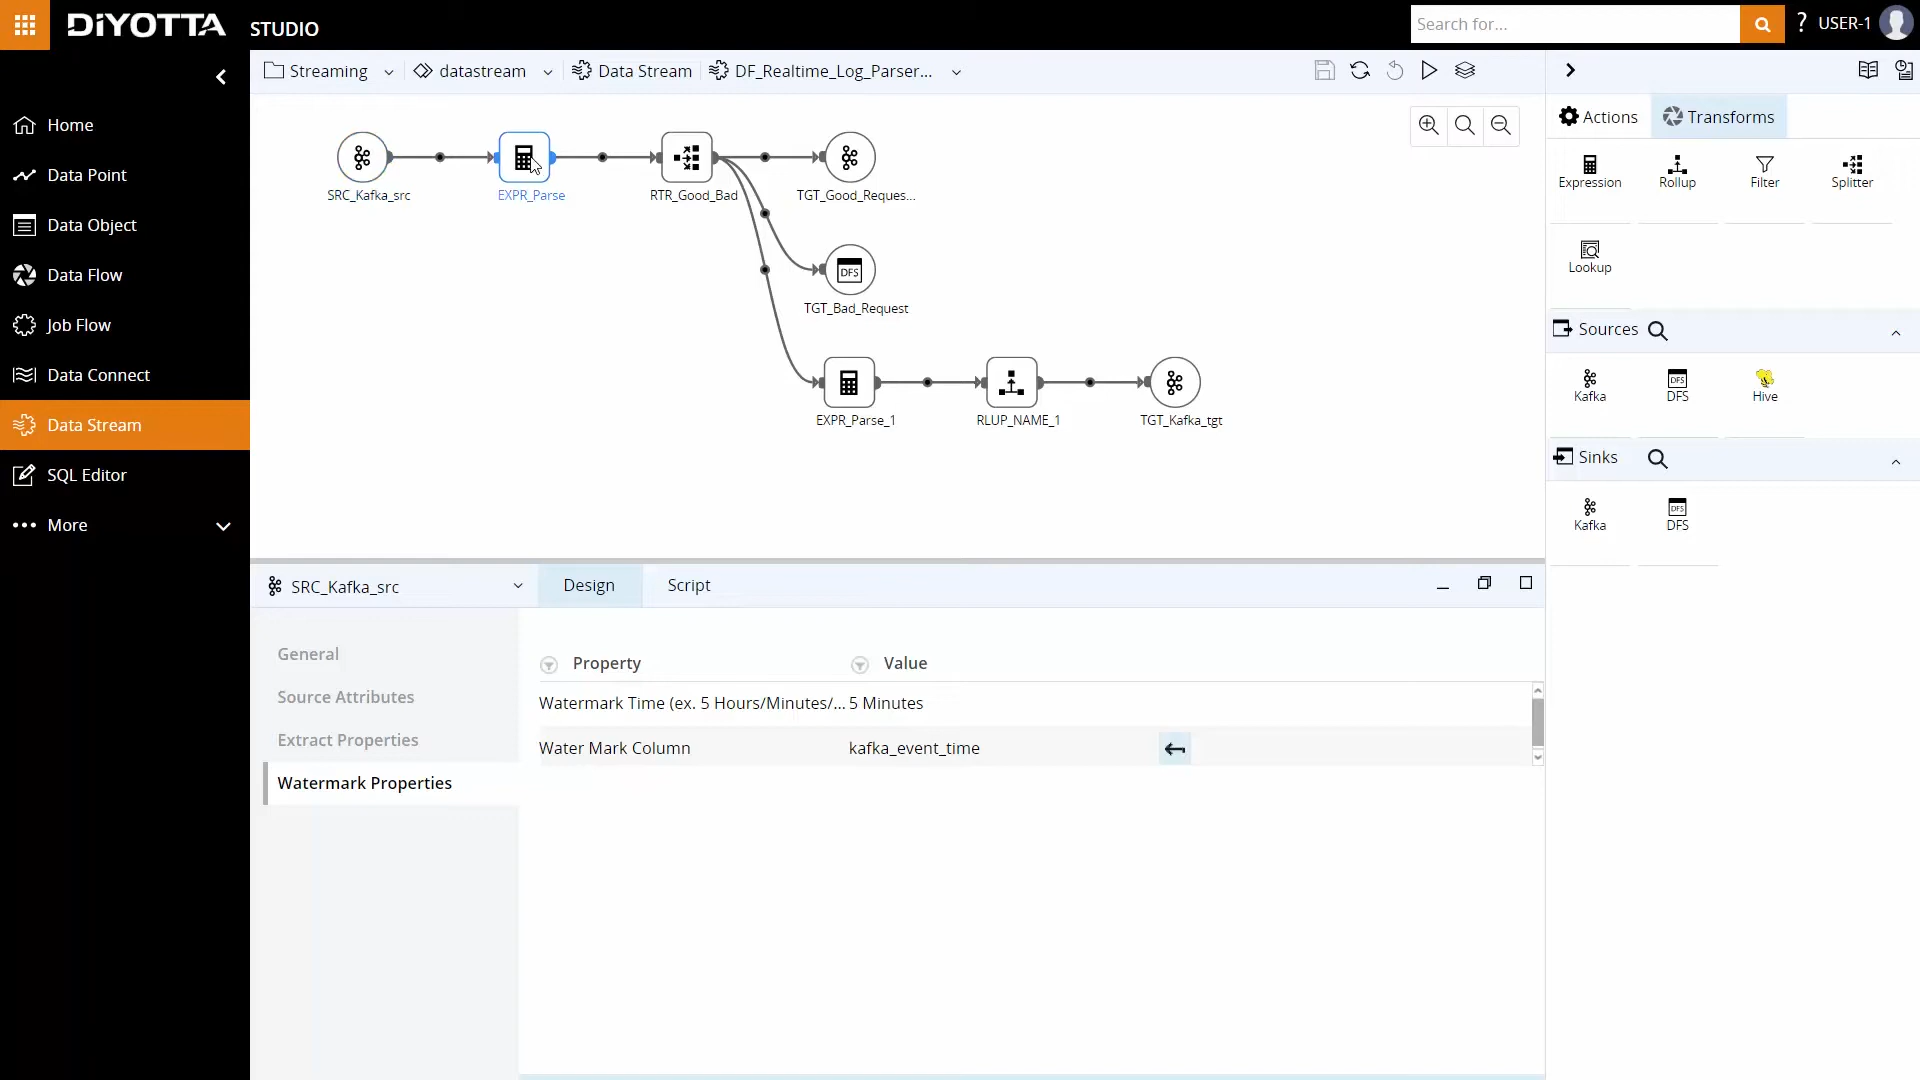 DiYOTTA STUDIO
Search for...
? USER-1
Home
Data Point
Data Object
Data Flow
Job Flow
Data Connect
Data Stream
SQL Editor
More
Streaming
datastream
Data Stream
DF_Realtime_Log_Parser...
SRC_Kafka_src
EXPR_Parse
RTR_Good_Bad
TGT_Good_Reques...
DFS
TGT_Bad_Request
EXPR_Parse_1
RLUP_NAME_1
TGT_Kafka_tgt
Actions
Transforms
Expression
Rollup
Filter
Splitter
Lookup
Sources
Kafka
DFS
DFS
Hive
Sinks
Kafka
DFS
DFS
SRC_Kafka_src
Design
Script
General
Source Attributes
Extract Properties
Watermark Properties
Property
Value
Watermark Time (ex. 5 Hours/Minutes/... 5 Minutes
Water Mark Column kafka_event_time